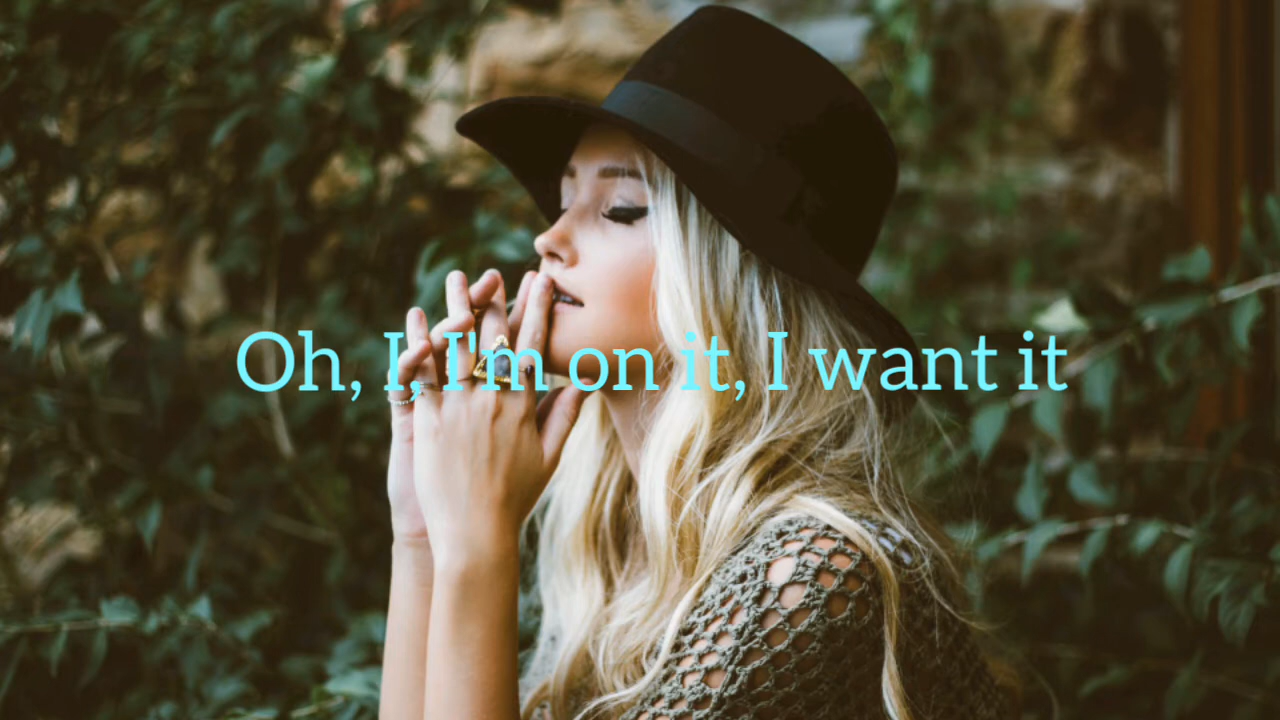 Oh, I, I'm on it, I want it